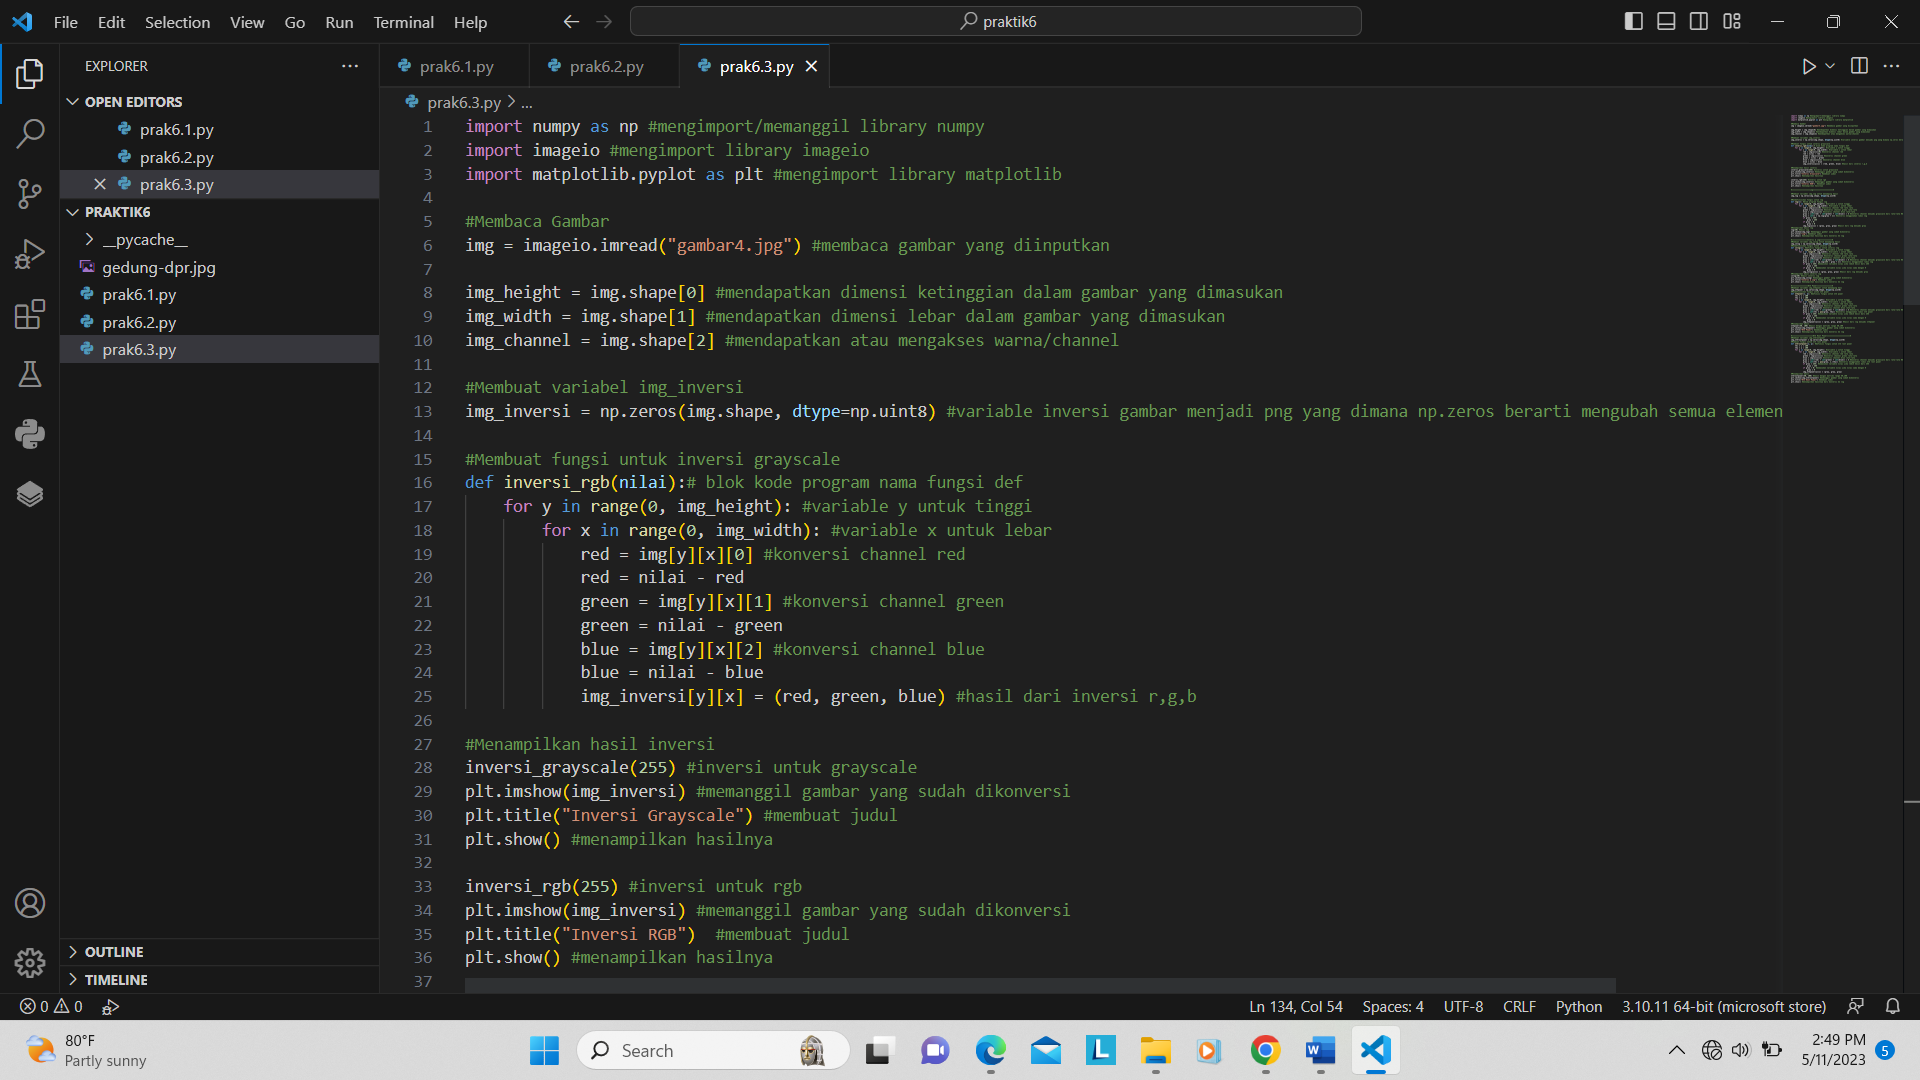 File Edit Selection View Go Run Terminal Help
praktik6
EXPLORER
prak6.1.py prak6.2.py prak6.3.py
OPEN EDITORS
prak6.1.py
prak6.2.py
prak6.3.py
PRAKTIK6
__pycache__
gedung-dpr.jpg
prak6.1.py
prak6.2.py
prak6.3.py
OUTLINE
TIMELINE
prak6.3.py > ...
1 import numpy as np #mengimport/memanggil library numpy
2 import imageio #mengimport library imageio
3 import matplotlib.pyplot as plt #mengimport library matplotlib
4
5 #Membaca Gambar
6 img = imageio.imread("gambar4.jpg") #membaca gambar yang diinputkan
7
8 img_height = img.shape[0] #mendapatkan dimensi ketinggian dalam gambar yang dimasukan
9 img_width = img.shape[1] #mendapatkan dimensi lebar dalam gambar yang dimasukan
10 img_channel = img.shape[2] #mendapatkan atau mengakses warna/channel
11
12 #Membuat variabel img_inversi
13 img_inversi = np.zeros(img.shape, dtype=np.uint8) #variable inversi gambar menjadi png yang dimana np.zeros berarti mengubah semua elemen
14
15 #Membuat fungsi untuk inversi grayscale
16 def inversi_rgb(nilai):# blok kode program nama fungsi def
17 for y in range(0, img_height): #variable y untuk tinggi
18 for x in range(0, img_width): #variable x untuk lebar
19 red = img[y][x][0] #konversi channel red
20 red = nilai - red
21 green = img[y][x][1] #konversi channel green
22 green = nilai - green
23 blue = img[y][x][2] #konversi channel blue
24 blue = nilai - blue
25 img_inversi[y][x] = (red, green, blue) #hasil dari inversi r,g,b
26
27 #Menampilkan hasil inversi
28 inversi_grayscale(255) #inversi untuk grayscale
29 plt.imshow(img_inversi) #memanggil gambar yang sudah dikonversi
30 plt.title("Inversi Grayscale") #membuat judul
31 plt.show() #menampilkan hasilnya
32
33 inversi_rgb(255) #inversi untuk rgb
34 plt.imshow(img_inversi) #memanggil gambar yang sudah dikonversi
35 plt.title("Inversi RGB") #membuat judul
36 plt.show() #menampilkan hasilnya
37
0 0
Ln 134, Col 54 Spaces: 4 UTF-8 CRLF Python 3.10.11 64-bit (microsoft store)
80°F
Partly sunny
Search
2:49 PM
5/11/2023
5